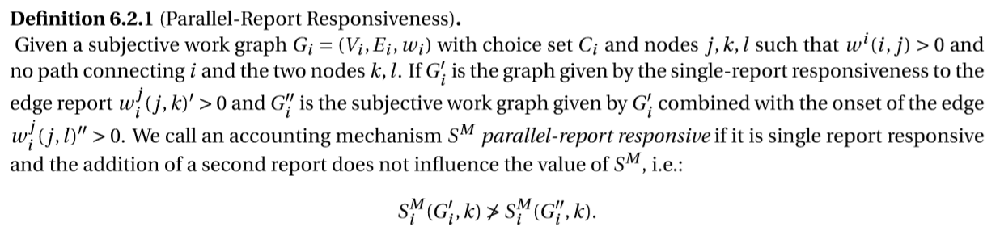 Definition 6.2.1 (Parallel-Report Responsiveness).
Given a subjective work graph $G_i = (V_i, E_i, w_i)$ with choice set $C_i$ and nodes $j, k, l$ such that $w^i(i, j) > 0$ and
no path connecting $i$ and the two nodes $k, l$. If $G_i'$ is the graph given by the single-report responsiveness to the
edge report $w_i^j(j, k)' > 0$ and $G_i''$ is the subjective work graph given by $G_i'$ combined with the onset of the edge
$w_i^j(j, l)'' > 0$. We call an accounting mechanism $S^M$ parallel-report responsive if it is single report responsive
and the addition of a second report does not influence the value of $S^M$, i.e.:
$S_i^M(G_i', k) \ngtr S_i^M(G_i'', k).$